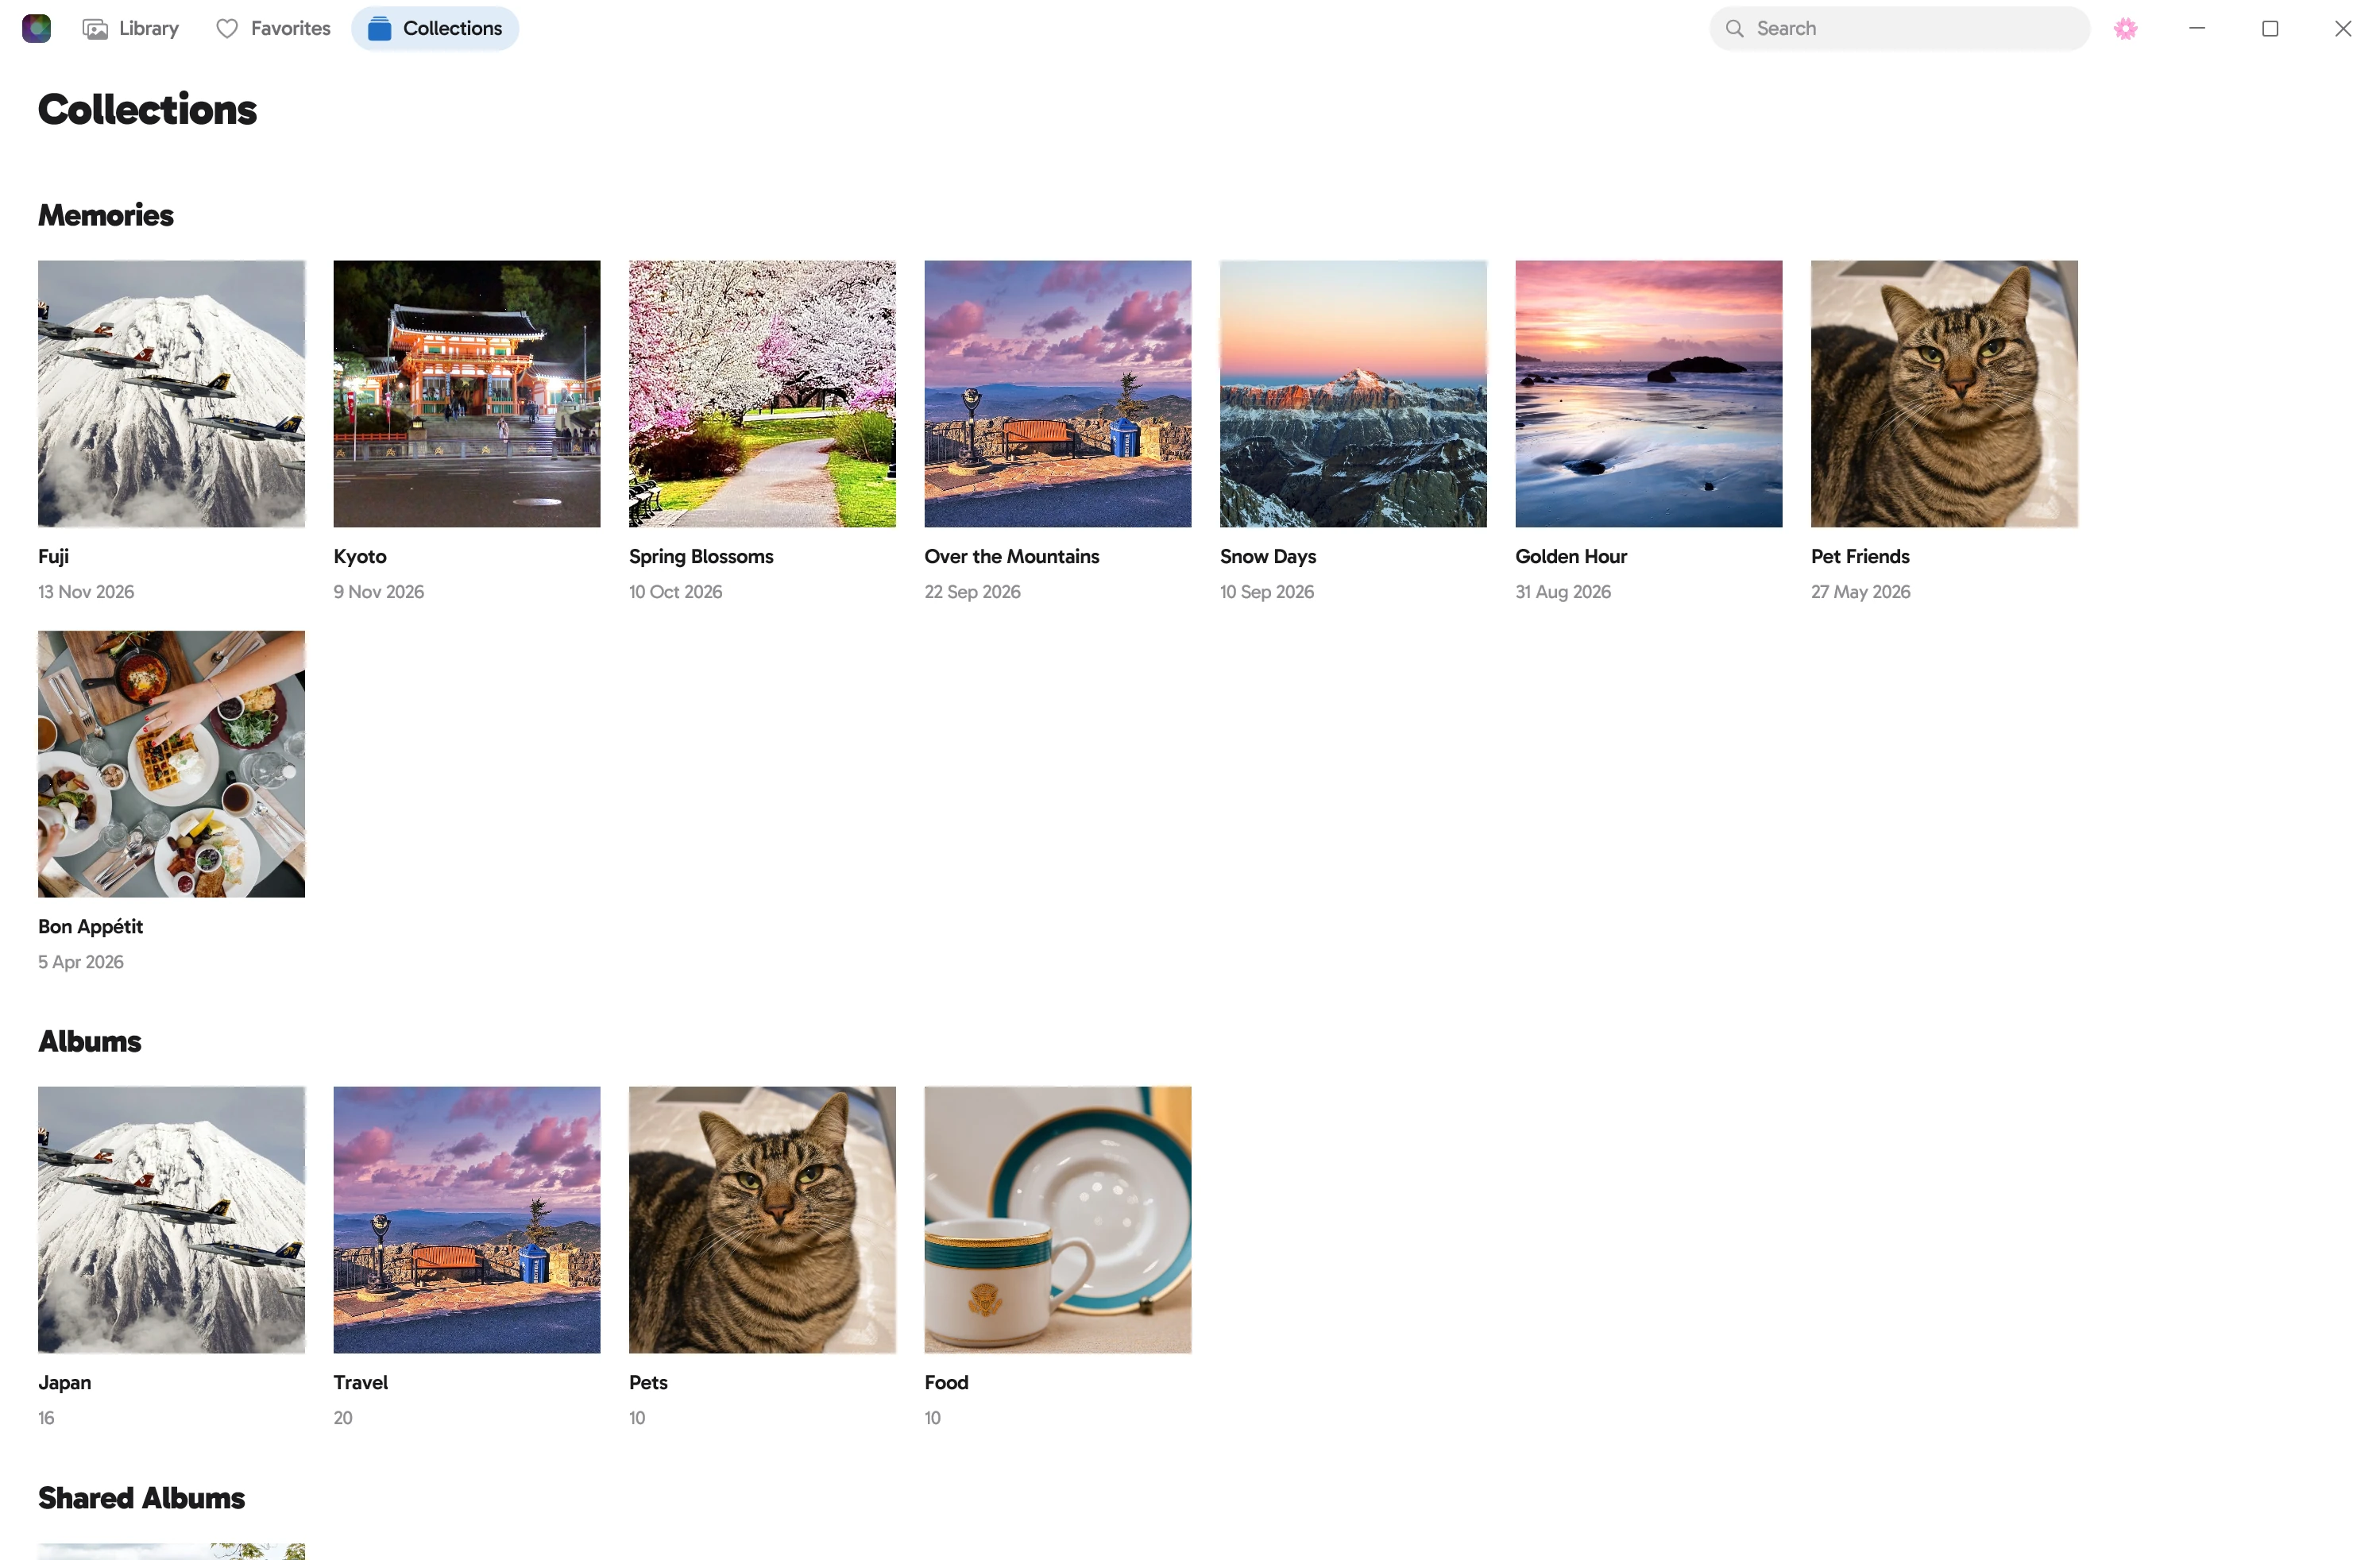 Library
Favorites
Collections
Search
Collections
Memories
Fuji
13 Nov 2026
Kyoto
9 Nov 2026
Spring Blossoms
10 Oct 2026
Over the Mountains
22 Sep 2026
Snow Days
10 Sep 2026
Golden Hour
31 Aug 2026
Pet Friends
27 May 2026
Bon Appétit
5 Apr 2026
Albums
Japan
16
Travel
20
Pets
10
Food
10
Shared Albums